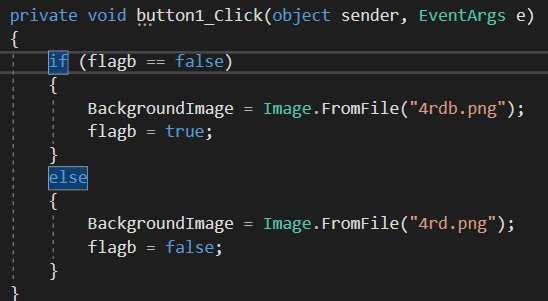 private void button1_Click(object sender, EventArgs e)
{
if (flagb == false)
{
BackgroundImage = Image.FromFile("4rdb.png");
flagb = true;
}
else
{
BackgroundImage = Image.FromFile("4rd.png");
flagb = false;
}
}